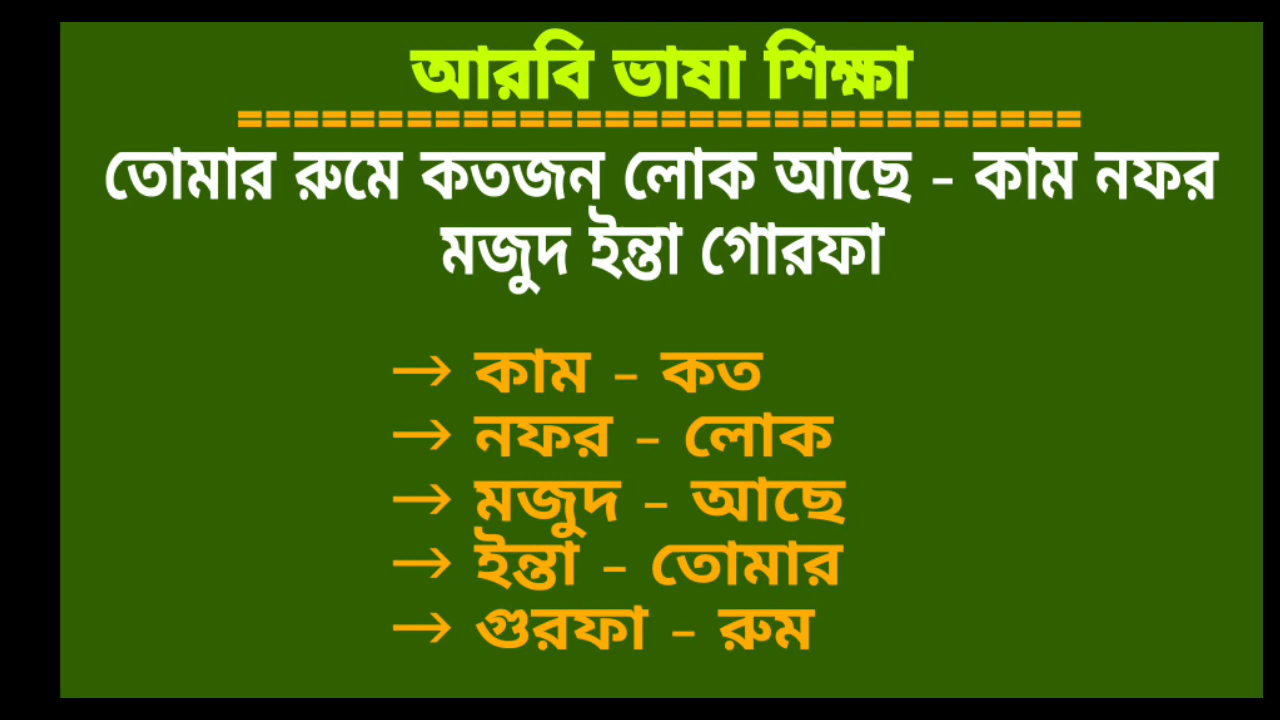 আরবি ভাষা শিক্ষা
==============================
তোমার রুমে কতজন লোক আছে - কাম নফর
মজুদ ইন্তা গোরফা
→ কাম - কত
→ নফর - লোক
→ মজুদ - আছে
→ ইন্তা - তোমার
→ গুরফা - রুম